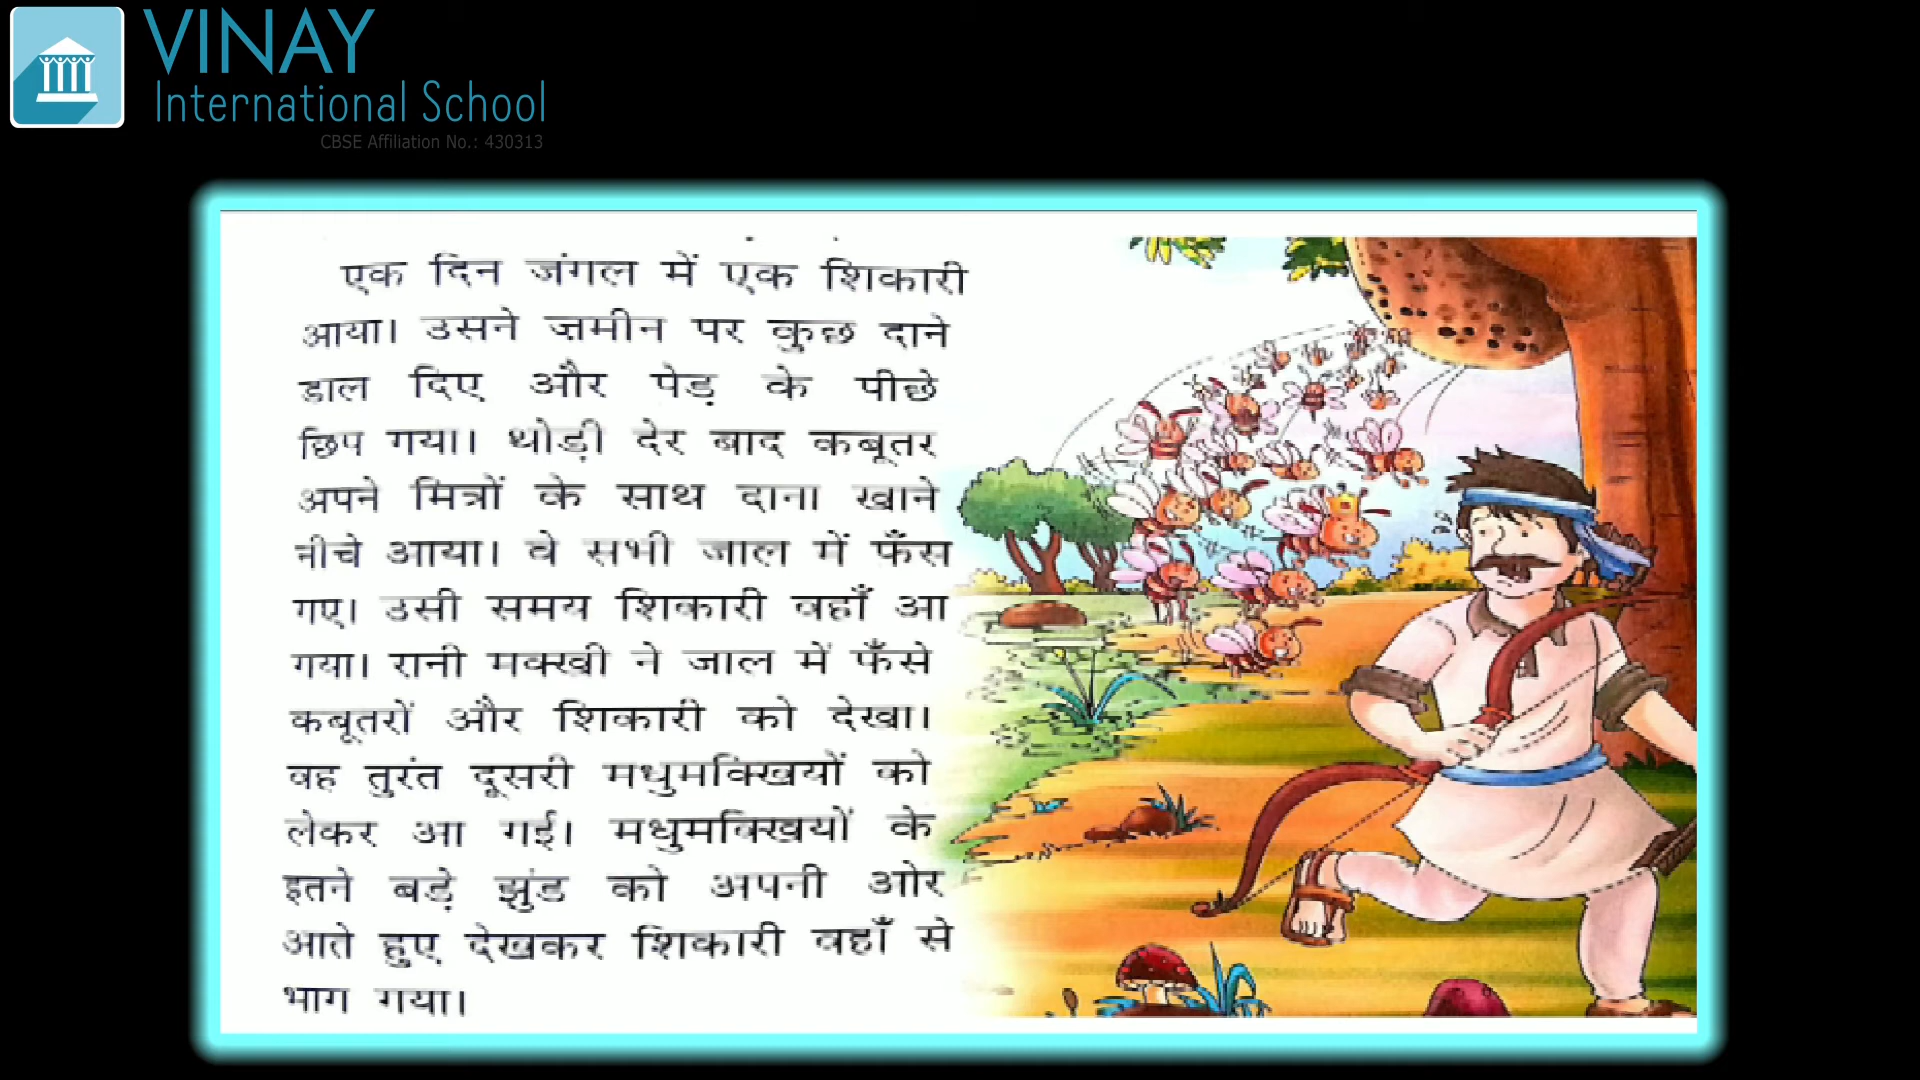 VINAY
International School
CBSE Affiliation No.: 430313
एक दिन जंगल में एक शिकारी
आया। उसने ज़मीन पर कुछ दाने
डाल दिए और पेड़ के पीछे
छिप गया। थोड़ी देर बाद कबूतर
अपने मित्रों के साथ दाना खाने
नीचे आया। वे सभी जाल में फँस
गए। उसी समय शिकारी वहाँ आ
गया। रानी मक्खी ने जाल में फँसे
कबूतरों और शिकारी को देखा।
वह तुरंत दूसरी मधुमक्खियों को
लेकर आ गई। मधुमक्खियों के
इतने बड़े झुंड को अपनी ओर
आते हुए देखकर शिकारी वहाँ से
भाग गया।